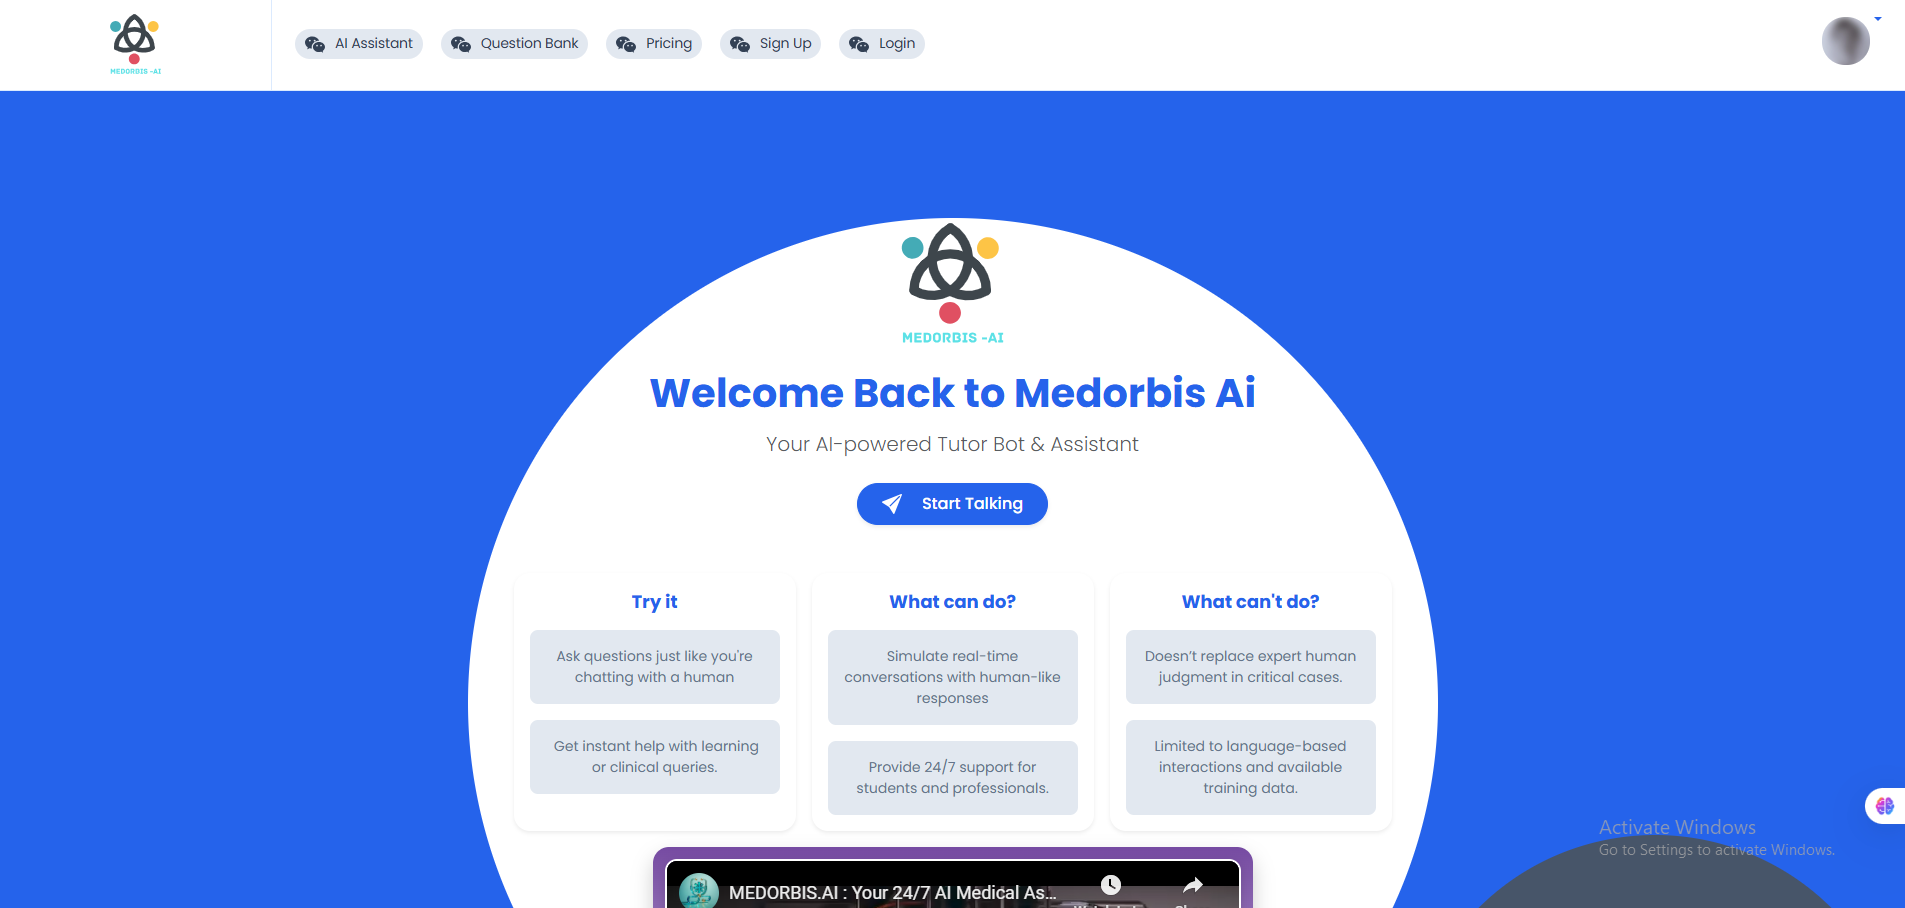 MEDORBIS -AI
AI Assistant
Question Bank
Pricing
Sign Up
Login
MEDORBIS -AI
Welcome Back to Medorbis Ai
Your AI-powered Tutor Bot & Assistant
Start Talking
Try it
Ask questions just like you're
chatting with a human
Get instant help with learning
or clinical queries.
What can do?
Simulate real-time
conversations with human-like
responses
Provide 24/7 support for
students and professionals.
What can't do?
Doesn’t replace expert human
judgment in critical cases.
Limited to language-based
interactions and available
training data.
MEDORBIS.AI : Your 24/7 AI Medical As...
Activate Windows
Go to Settings to activate Windows.